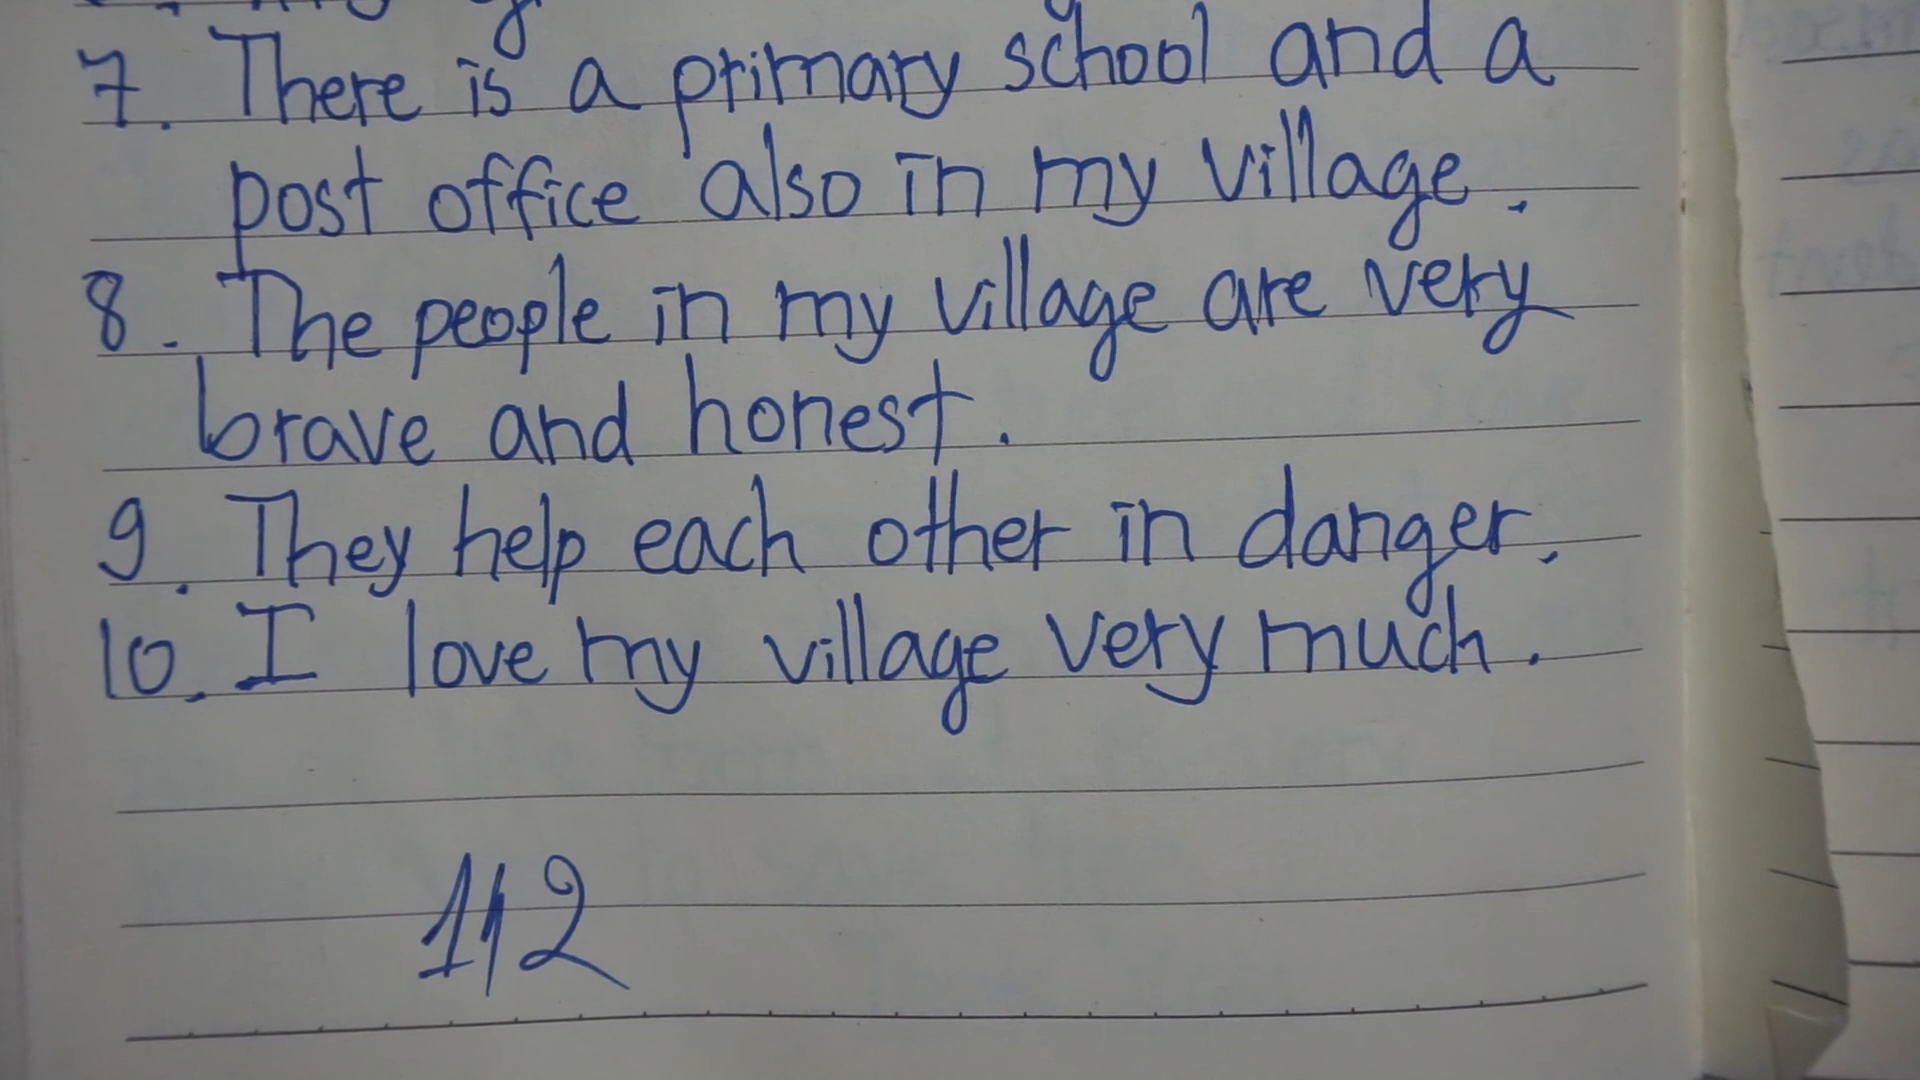 7. There is a primary school and a
post office also in my village.
8. The people in my village are very
brave and honest.
9. They help each other in danger.
10. I love my village very much.
112